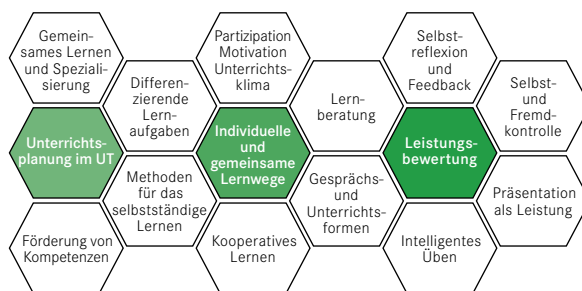 Gemein-
sames Lernen
und Speziali-
sierung
Partizipation
Motivation
Unterrichts-
klima
Selbst-
reflexion
und
Feedback
Differen-
zierende
Lern-
aufgaben
Lern-
beratung
Selbst-
und
Fremd-
kontrolle
Unterrichts-
planung im UT
Individuelle
und
gemeinsame
Lernwege
Leistungs-
bewertung
Methoden
für das
selbstständige
Lernen
Gesprächs-
und
Unterrichts-
formen
Präsentation
als Leistung
Förderung von
Kompetenzen
Kooperatives
Lernen
Intelligentes
Üben